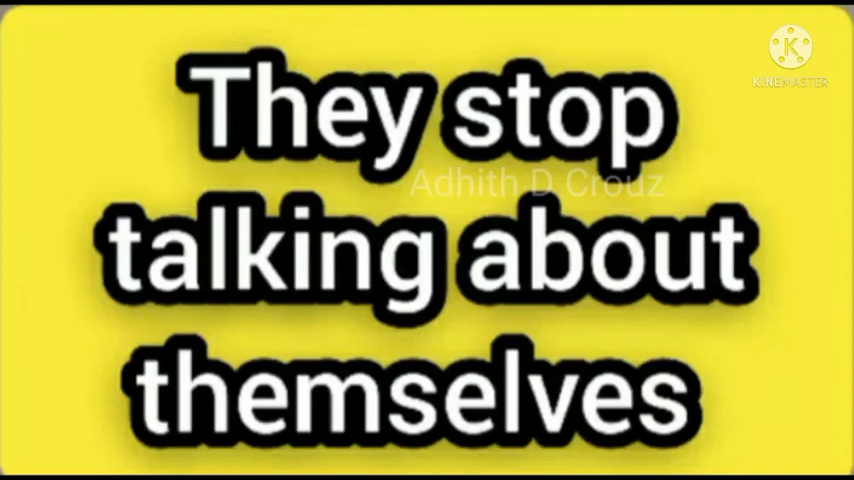 KINEMASTER
They stop
Adhith D Crouz
talking about
themselves